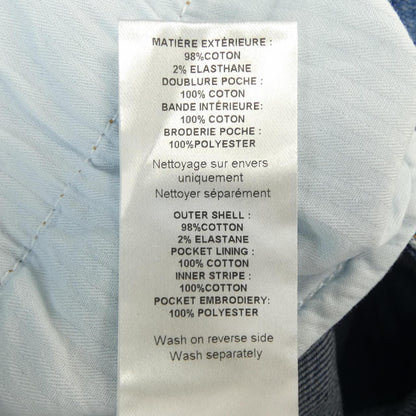 MATIÈRE EXTÉRIEURE :
98%COTON
2% ELASTHANE
DOUBLURE POCHE :
100% COTON
BANDE INTÉRIEURE:
100% COTON
BRODERIE POCHE :
100%POLYESTER
Nettoyage sur envers
uniquement
Nettoyer séparément
OUTER SHELL :
98%COTTON
2% ELASTANE
POCKET LINING :
100% COTTON
INNER STRIPE :
100% COTTON
POCKET EMBRODIERY:
100% POLYESTER
Wash on reverse side
Wash separately